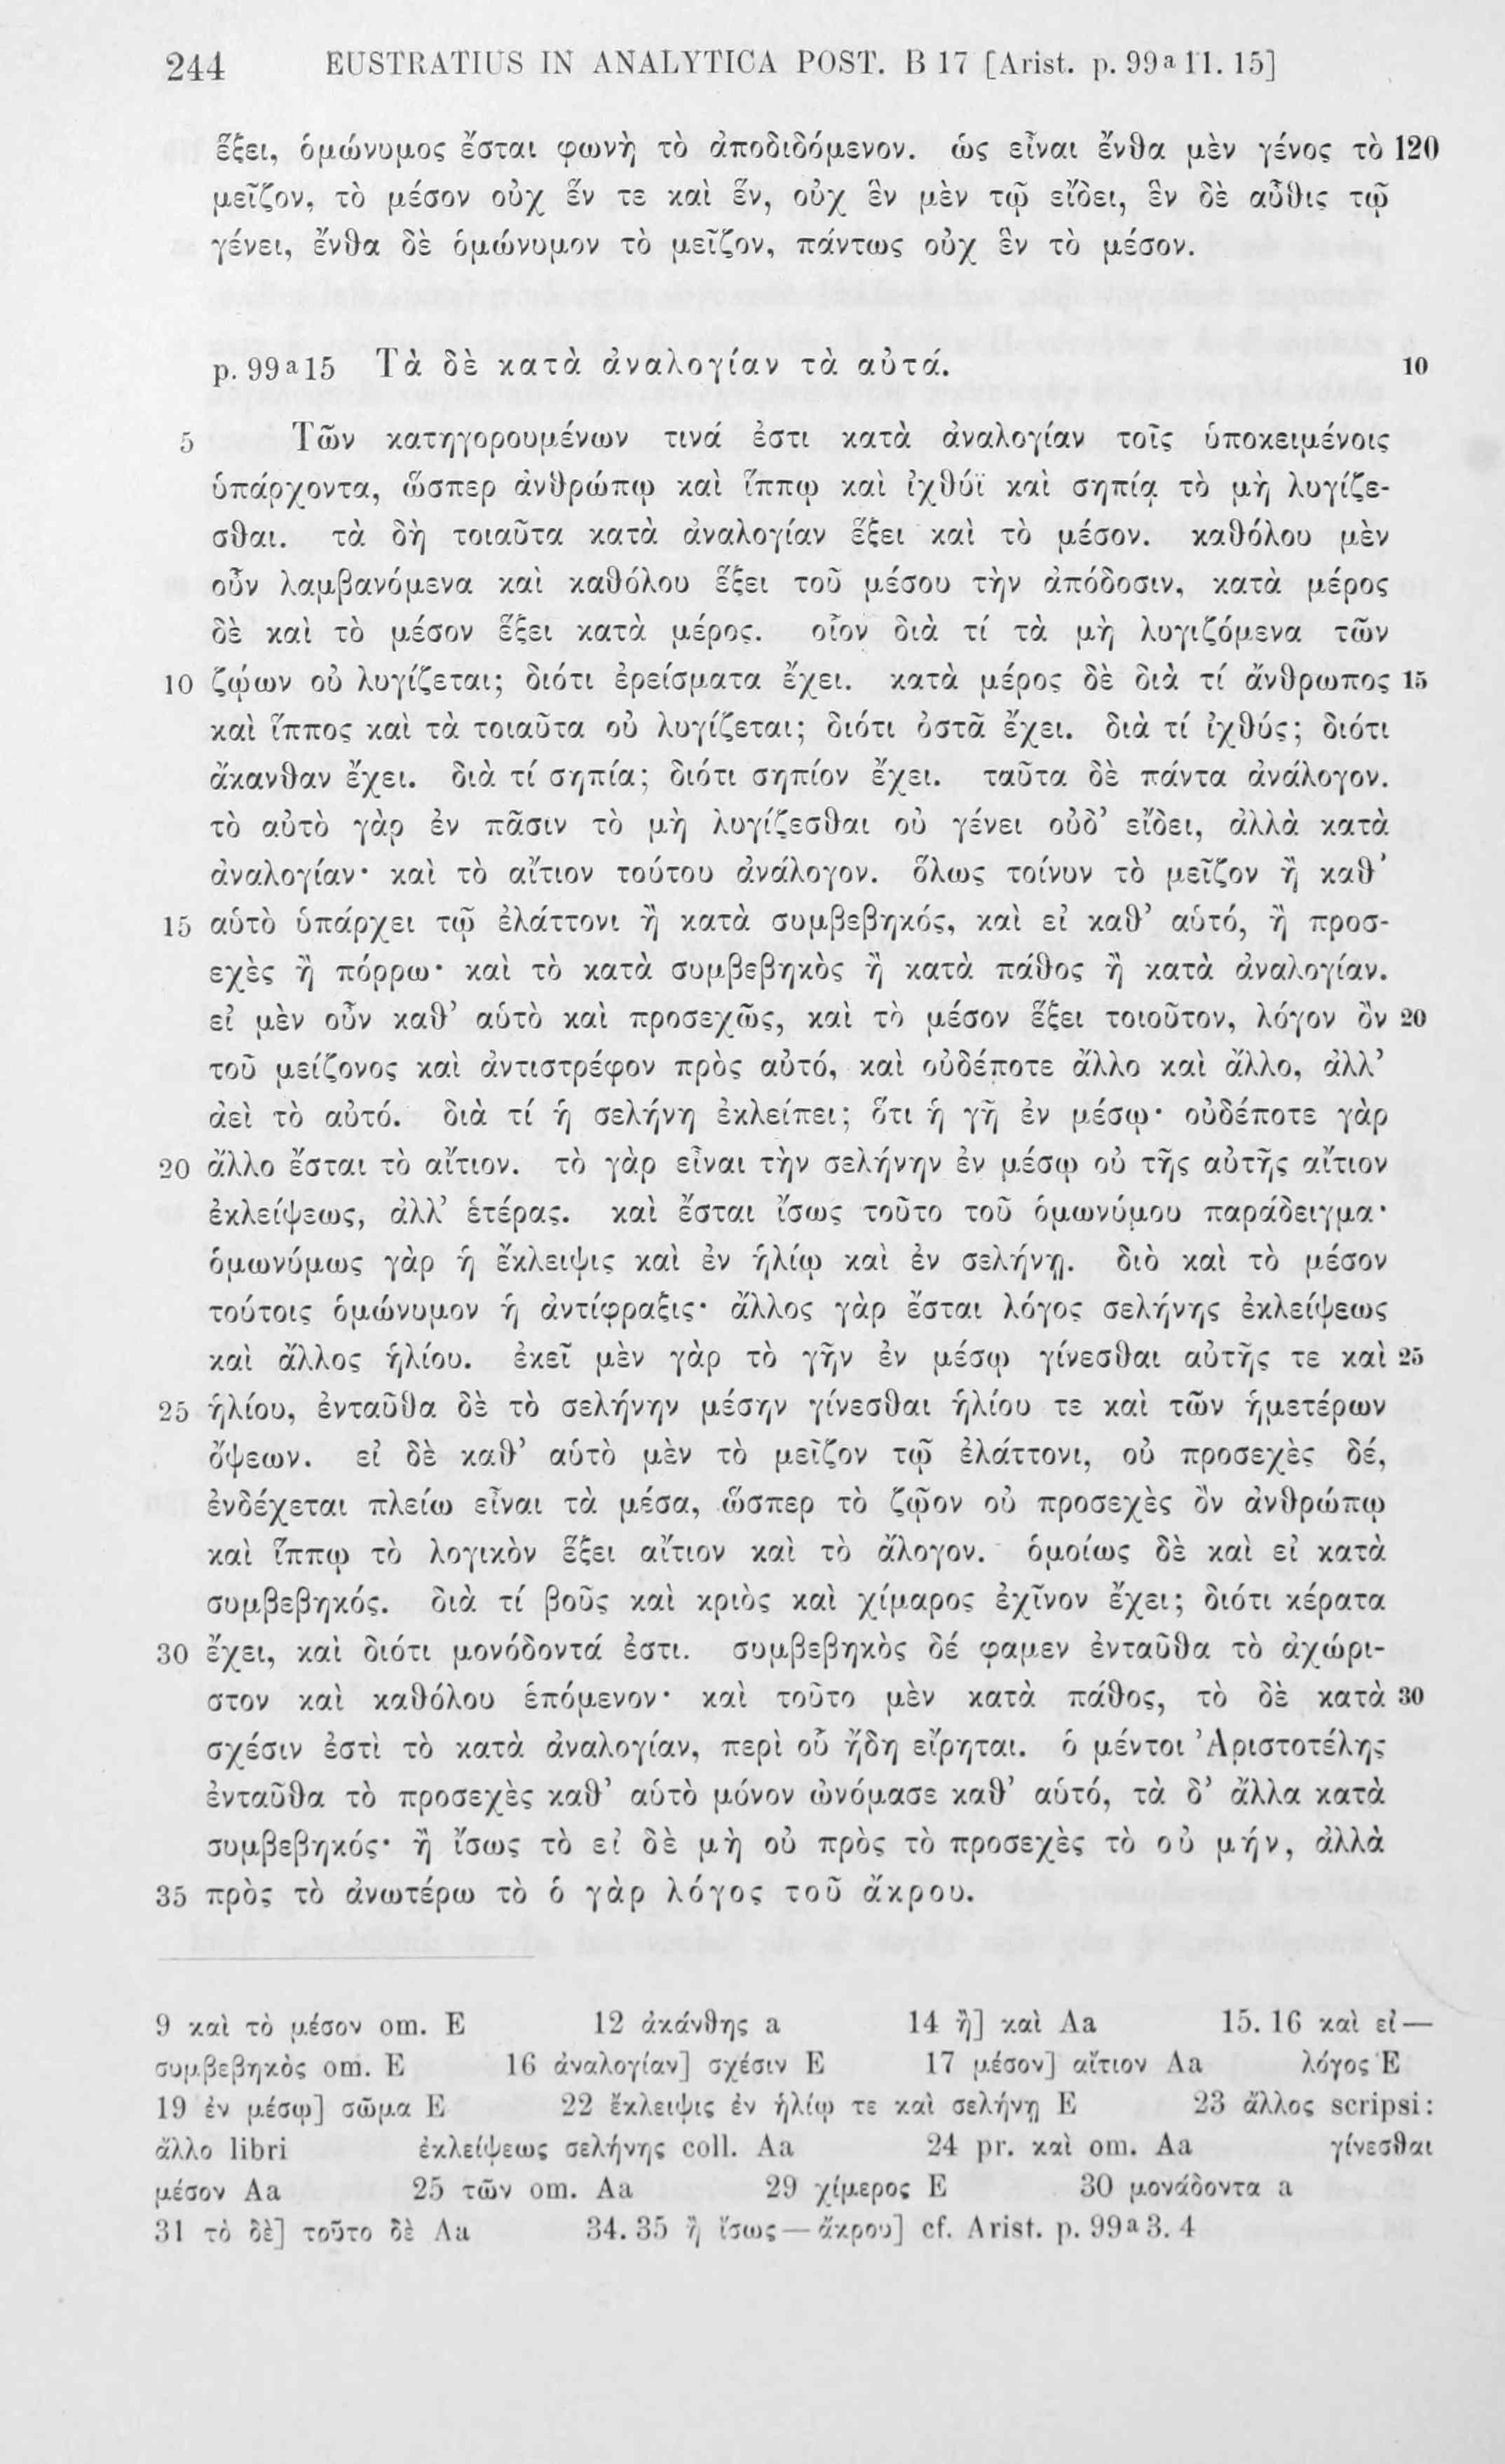 244 EUSTRATIUS IN ANALYTICA POST. B 17 [Arist. p. 99ᵃ11. 15]
ἕξει, ὁμώνυμος ἔσται φωνὴ τὸ ἀποδιδόμενον. ὡς εἶναι ἔνθα μὲν γένος τὸ 120
μεῖζον, τὸ μέσον οὐχ ἕν τε καὶ ἕν, οὐχ ἓν μὲν τῷ εἴδει, ἓν δὲ αὖθις τῷ
γένει, ἔνθα δὲ ὁμώνυμον τὸ μεῖζον, πάντως οὐχ ἓν τὸ μέσον.
p. 99ᵃ15 Τὰ δὲ κατὰ ἀναλογίαν τὰ αὐτά. 10
5 Τῶν κατηγορουμένων τινά ἐστι κατὰ ἀναλογίαν τοῖς ὑποκειμένοις
ὑπάρχοντα, ὥσπερ ἀνθρώπῳ καὶ ἵππῳ καὶ ἰχθύϊ καὶ σηπίᾳ τὸ μὴ λυγίζε-
σθαι. τὰ δὴ τοιαῦτα κατὰ ἀναλογίαν ἕξει καὶ τὸ μέσον. καθόλου μὲν
οὖν λαμβανόμενα καὶ καθόλου ἕξει τοῦ μέσου τὴν ἀπόδοσιν, κατὰ μέρος
δὲ καὶ τὸ μέσον ἕξει κατὰ μέρος. οἷον διὰ τί τὰ μὴ λυγιζόμενα τῶν
10 ζῴων οὐ λυγίζεται; διότι ἐρείσματα ἔχει. κατὰ μέρος δὲ διὰ τί ἄνθρωπος 15
καὶ ἵππος καὶ τὰ τοιαῦτα οὐ λυγίζεται; διότι ὀστᾶ ἔχει. διὰ τί ἰχθύς; διότι
ἄκανθαν ἔχει. διὰ τί σηπία; διότι σηπίον ἔχει. ταῦτα δὲ πάντα ἀνάλογον.
τὸ αὐτὸ γὰρ ἐν πᾶσιν τὸ μὴ λυγίζεσθαι οὐ γένει οὐδ’ εἴδει, ἀλλὰ κατὰ
ἀναλογίαν· καὶ τὸ αἴτιον τούτου ἀνάλογον. ὅλως τοίνυν τὸ μεῖζον ἢ καθ’
15 αὑτὸ ὑπάρχει τῷ ἐλάττονι ἢ κατὰ συμβεβηκός, καὶ εἰ καθ’ αὑτό, ἢ προσ-
εχὲς ἢ πόρρω· καὶ τὸ κατὰ συμβεβηκὸς ἢ κατὰ πάθος ἢ κατὰ ἀναλογίαν.
εἰ μὲν οὖν καθ’ αὑτὸ καὶ προσεχῶς, καὶ τὸ μέσον ἕξει τοιοῦτον, λόγον ὂν 20
τοῦ μείζονος καὶ ἀντιστρέφον πρὸς αὐτό, καὶ οὐδέποτε ἄλλο καὶ ἄλλο, ἀλλ’
ἀεὶ τὸ αὐτό. διὰ τί ἡ σελήνη ἐκλείπει; ὅτι ἡ γῆ ἐν μέσῳ· οὐδέποτε γὰρ
20 ἄλλο ἔσται τὸ αἴτιον. τὸ γὰρ εἶναι τὴν σελήνην ἐν μέσῳ οὐ τῆς αὐτῆς αἴτιον
ἐκλείψεως, ἀλλ’ ἑτέρας. καὶ ἔσται ἴσως τοῦτο τοῦ ὁμωνύμου παράδειγμα·
ὁμωνύμως γὰρ ἡ ἔκλειψις καὶ ἐν ἡλίῳ καὶ ἐν σελήνῃ. διὸ καὶ τὸ μέσον
τούτοις ὁμώνυμον ἡ ἀντίφραξις· ἄλλος γὰρ ἔσται λόγος σελήνης ἐκλείψεως
καὶ ἄλλος ἡλίου. ἐκεῖ μὲν γὰρ τὸ γῆν ἐν μέσῳ γίνεσθαι αὐτῆς τε καὶ 25
25 ἡλίου, ἐνταῦθα δὲ τὸ σελήνην μέσην γίνεσθαι ἡλίου τε καὶ τῶν ἡμετέρων
ὄψεων. εἰ δὲ καθ’ αὑτὸ μὲν τὸ μεῖζον τῷ ἐλάττονι, οὐ προσεχὲς δέ,
ἐνδέχεται πλείω εἶναι τὰ μέσα, ὥσπερ τὸ ζῷον οὐ προσεχὲς ὂν ἀνθρώπῳ
καὶ ἵππῳ τὸ λογικὸν ἕξει αἴτιον καὶ τὸ ἄλογον. ὁμοίως δὲ καὶ εἰ κατὰ
συμβεβηκός. διὰ τί βοῦς καὶ κριὸς καὶ χίμαρος ἐχῖνον ἔχει; διότι κέρατα
30 ἔχει, καὶ διότι μονόδοντά ἐστι. συμβεβηκὸς δέ φαμεν ἐνταῦθα τὸ ἀχώρι-
στον καὶ καθόλου ἑπόμενον· καὶ τοῦτο μὲν κατὰ πάθος, τὸ δὲ κατὰ 30
σχέσιν ἐστὶ τὸ κατὰ ἀναλογίαν, περὶ οὗ ἤδη εἴρηται. ὁ μέντοι Ἀριστοτέλης
ἐνταῦθα τὸ προσεχὲς καθ’ αὑτὸ μόνον ὠνόμασε καθ’ αὑτό, τὰ δ’ ἄλλα κατὰ
συμβεβηκός· ἢ ἴσως τὸ εἰ δὲ μὴ οὐ πρὸς τὸ προσεχὲς τὸ οὐ μήν, ἀλλὰ
35 πρὸς τὸ ἀνωτέρω τὸ ὁ γὰρ λόγος τοῦ ἄκρου.
9 καὶ τὸ μέσον om. E 12 ἀκάνθης a 14 ἢ] καὶ Aa 15. 16 καὶ εἰ—
συμβεβηκὸς om. E 16 ἀναλογίαν] σχέσιν E 17 μέσον] αἴτιον Aa λόγος E
19 ἐν μέσῳ] σῶμα E 22 ἔκλειψις ἐν ἡλίῳ τε καὶ σελήνῃ E 23 ἄλλος scripsi:
ἄλλο libri ἐκλείψεως σελήνης coll. Aa 24 pr. καὶ om. Aa γίνεσθαι
μέσον Aa 25 τῶν om. Aa 29 χίμερος E 30 μονάδοντα a
31 τὸ δὲ] τοῦτο δὲ Aa 34. 35 ἢ ἴσως—ἄκρου] cf. Arist. p. 99ᵃ3. 4